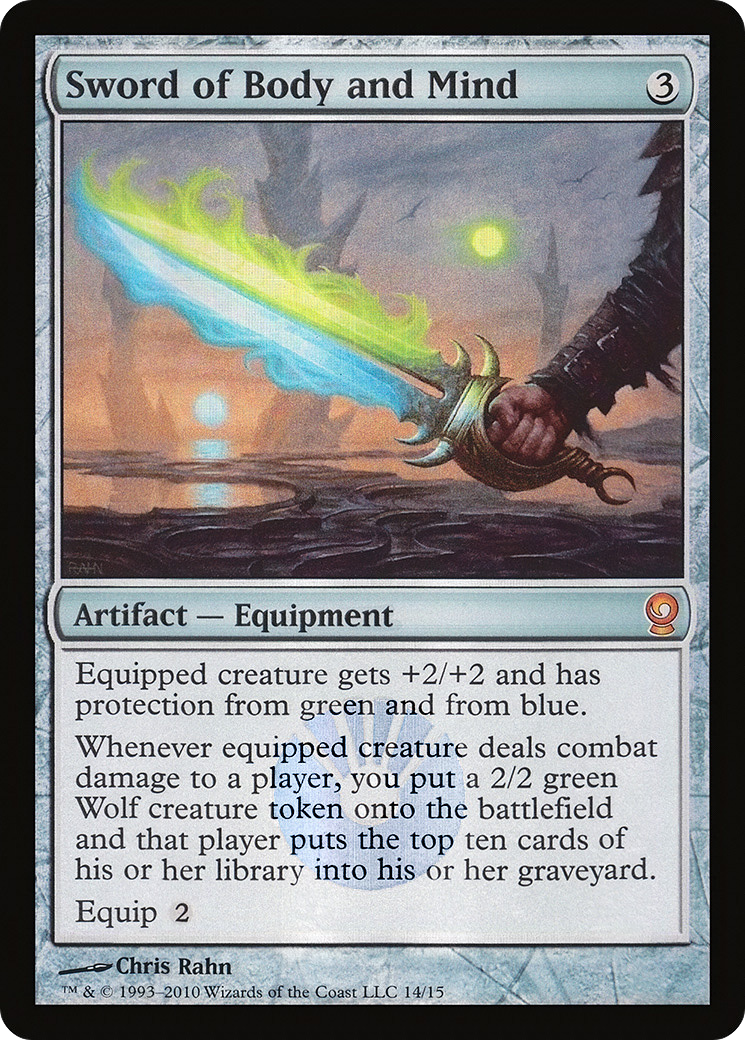 Sword of Body and Mind 3
RAHN
Artifact — Equipment
Equipped creature gets +2/+2 and has
protection from green and from blue.
Whenever equipped creature deals combat
damage to a player, you put a 2/2 green
Wolf creature token onto the battlefield
and that player puts the top ten cards of
his or her library into his or her graveyard.
Equip 2
Chris Rahn
™ & © 1993–2010 Wizards of the Coast LLC 14/15